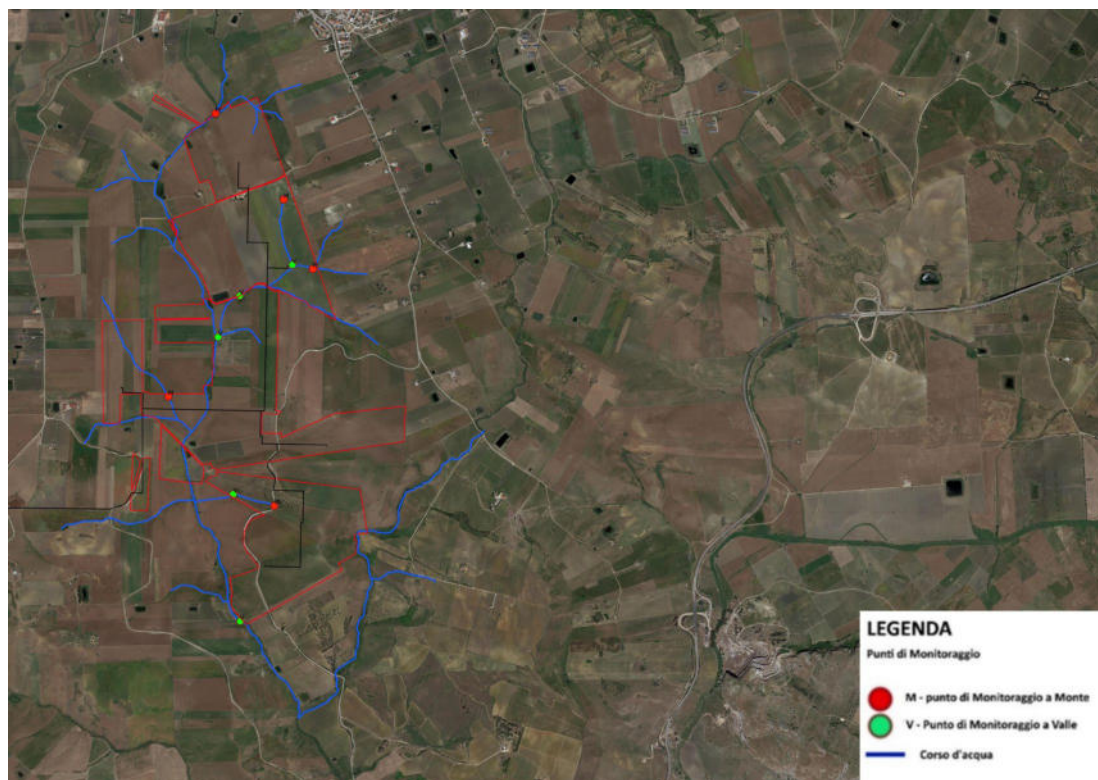 LEGENDA
Punti di Monitoraggio
M - punto di Monitoraggio a Monte
V - Punto di Monitoraggio a Valle
Corso d'acqua